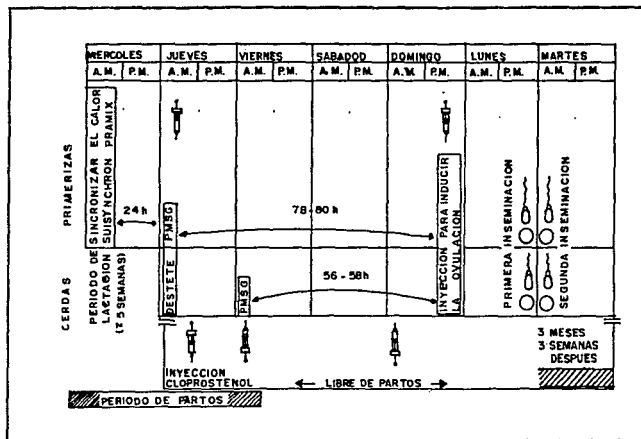 MIERCOLES JUEVES VIERNES SABADOD DOMINGO LUNES MARTES
A.M. P.M. A.M. P.M. A.M. P.M. A.M. P.M. A.M. P.M. A.M. P.M. A.M. P.M.
PRIMERIZAS
SINCRONIZAR EL CALOR
SUISYNCHRON PRAMIX
24 h
PMSG
78-80 h
INYECCION PARA INDUCIR
LA OVULACION
PRIMERA INSEMINACION
SEGUNDA INSEMINACION
CERDAS
PERIODO DE
LACTASION
(± 5 SEMANAS)
DESTETE
PMSG
56-58 h
INYECCION
CLOPROSTENOL
LIBRE DE PARTOS
3 MESES
3 SEMANAS
DESPUES
PERIODO DE PARTOS